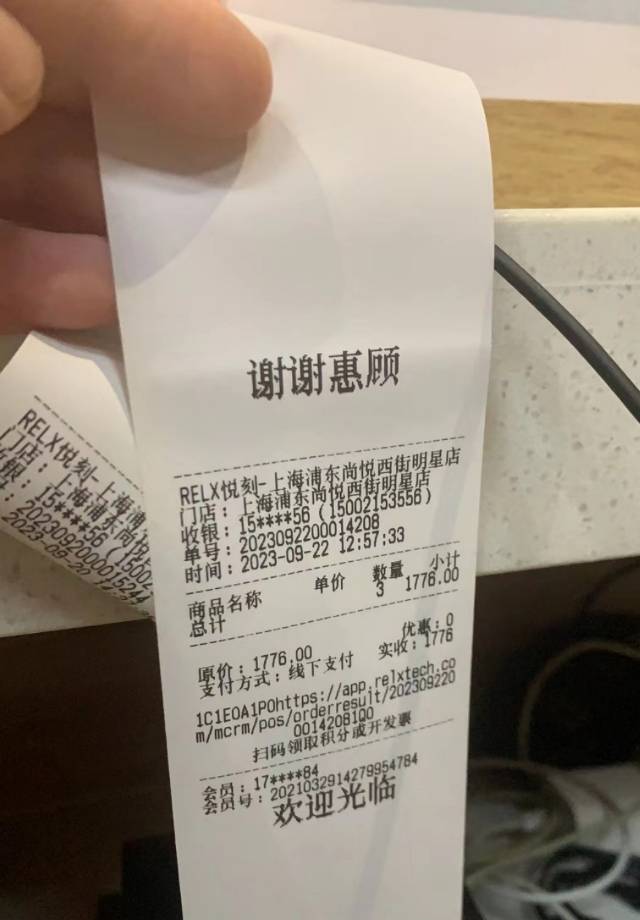 谢谢惠顾
RELX悦刻-上海浦东尚悦西街明星店
门店：上海浦东尚悦西街明星店
收银：15****56 (15002153556)
单号：2023092200014208
时间：2023-09-22 12:57:33
商品名称 单价 数量 小计
总计 3 1776.00
原价：1776.00 优惠：0
支付方式：线下支付 实收：1776
1C1E0A1P0https://app.relxtech.co
m/mcrm/pos/orderresult/202309220
0014208100
扫码领取积分或开发票
会员：17****84
会员号：2021032914279954784
欢迎光临
RELX悦刻-上海浦
门店：上海浦东尚悦
收银：15****56 (1500
2023092000015244
2023-09-20